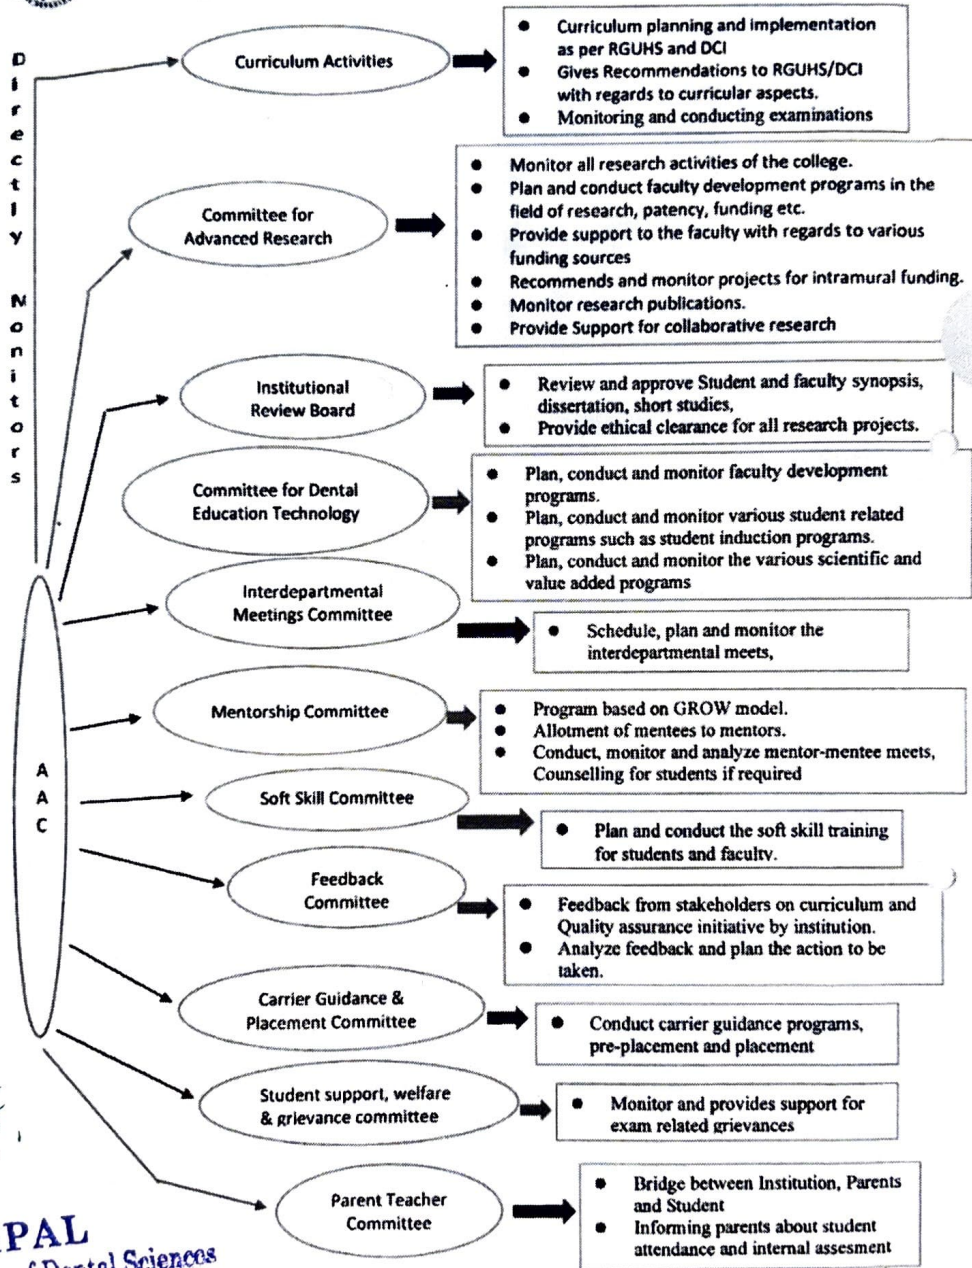 Directly Monitors
AAC
Curriculum Activities
● Curriculum planning and implementation
as per RGUHS and DCI
● Gives Recommendations to RGUHS/DCI
with regards to curricular aspects.
● Monitoring and conducting examinations
Committee for
Advanced Research
● Monitor all research activities of the college.
● Plan and conduct faculty development programs in the
field of research, patency, funding etc.
● Provide support to the faculty with regards to various
funding sources
● Recommends and monitor projects for intramural funding.
● Monitor research publications.
● Provide Support for collaborative research
Institutional
Review Board
● Review and approve Student and faculty synopsis,
dissertation, short studies,
● Provide ethical clearance for all research projects.
Committee for Dental
Education Technology
● Plan, conduct and monitor faculty development
programs.
● Plan, conduct and monitor various student related
programs such as student induction programs.
● Plan, conduct and monitor the various scientific and
value added programs
Interdepartmental
Meetings Committee
● Schedule, plan and monitor the
interdepartmental meets,
Mentorship Committee
● Program based on GROW model.
● Allotment of mentees to mentors.
● Conduct, monitor and analyze mentor-mentee meets,
Counselling for students if required
Soft Skill Committee
● Plan and conduct the soft skill training
for students and faculty.
Feedback
Committee
● Feedback from stakeholders on curriculum and
Quality assurance initiative by institution.
● Analyze feedback and plan the action to be
taken.
Carrier Guidance &
Placement Committee
● Conduct carrier guidance programs,
pre-placement and placement
Student support, welfare
& grievance committee
● Monitor and provides support for
exam related grievances
Parent Teacher
Committee
● Bridge between Institution, Parents
and Student
● Informing parents about student
attendance and internal assesment
IPAL
of Dental Sciences